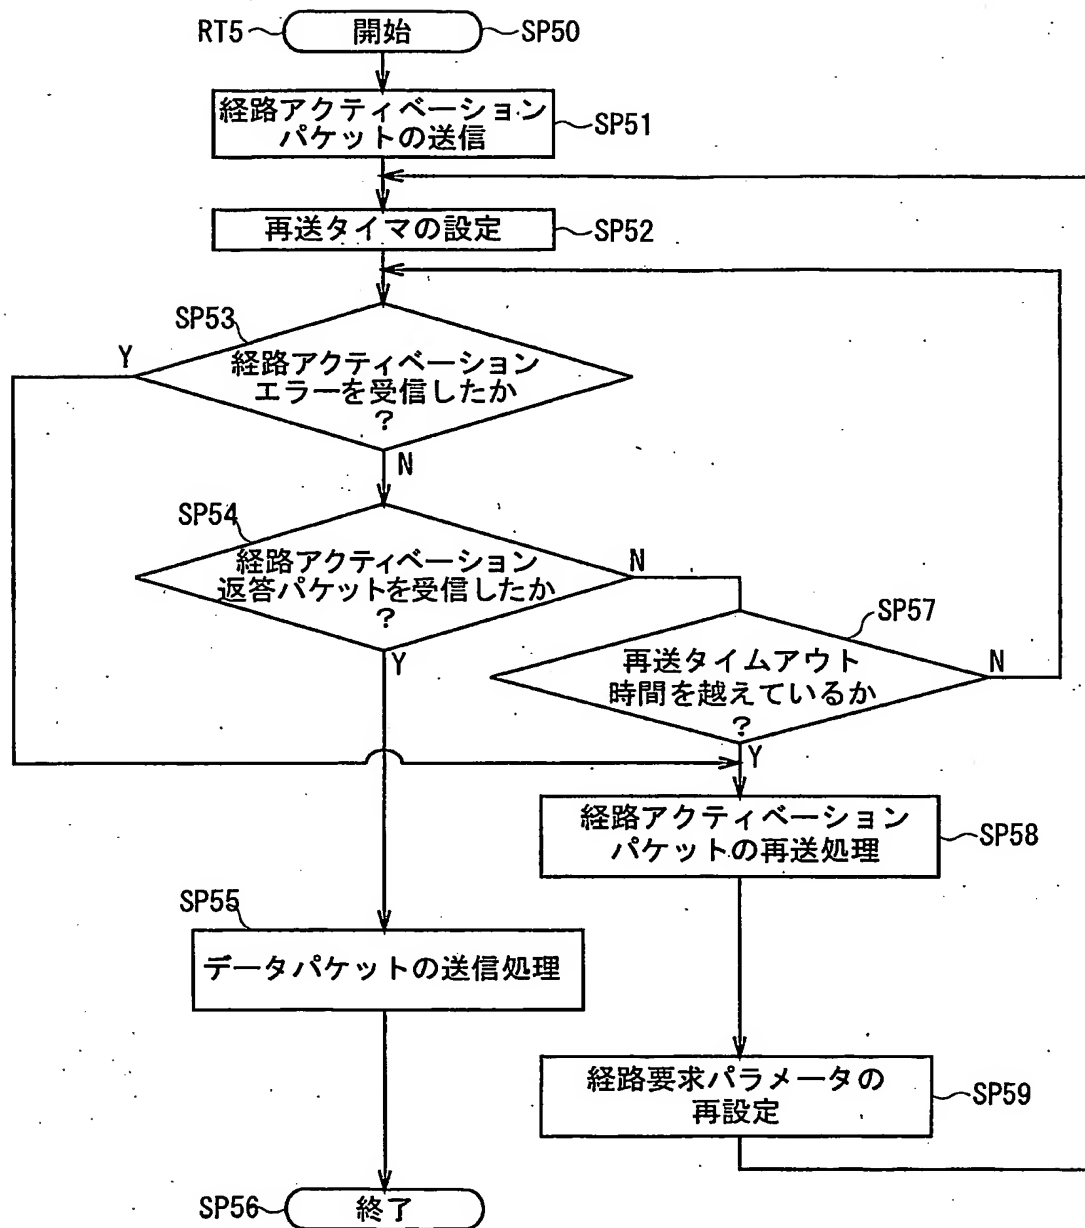 RT5
開始
SP50
経路アクティベーション
パケットの送信
SP51
再送タイマの設定
SP52
SP53
Y
経路アクティベーション
エラーを受信したか
?
N
SP54
経路アクティベーション
返答パケットを受信したか
?
N
Y
SP57
再送タイムアウト
時間を越えているか
?
N
Y
経路アクティベーション
パケットの再送処理
SP58
SP55
データパケットの送信処理
経路要求パラメータの
再設定
SP59
SP56
終了